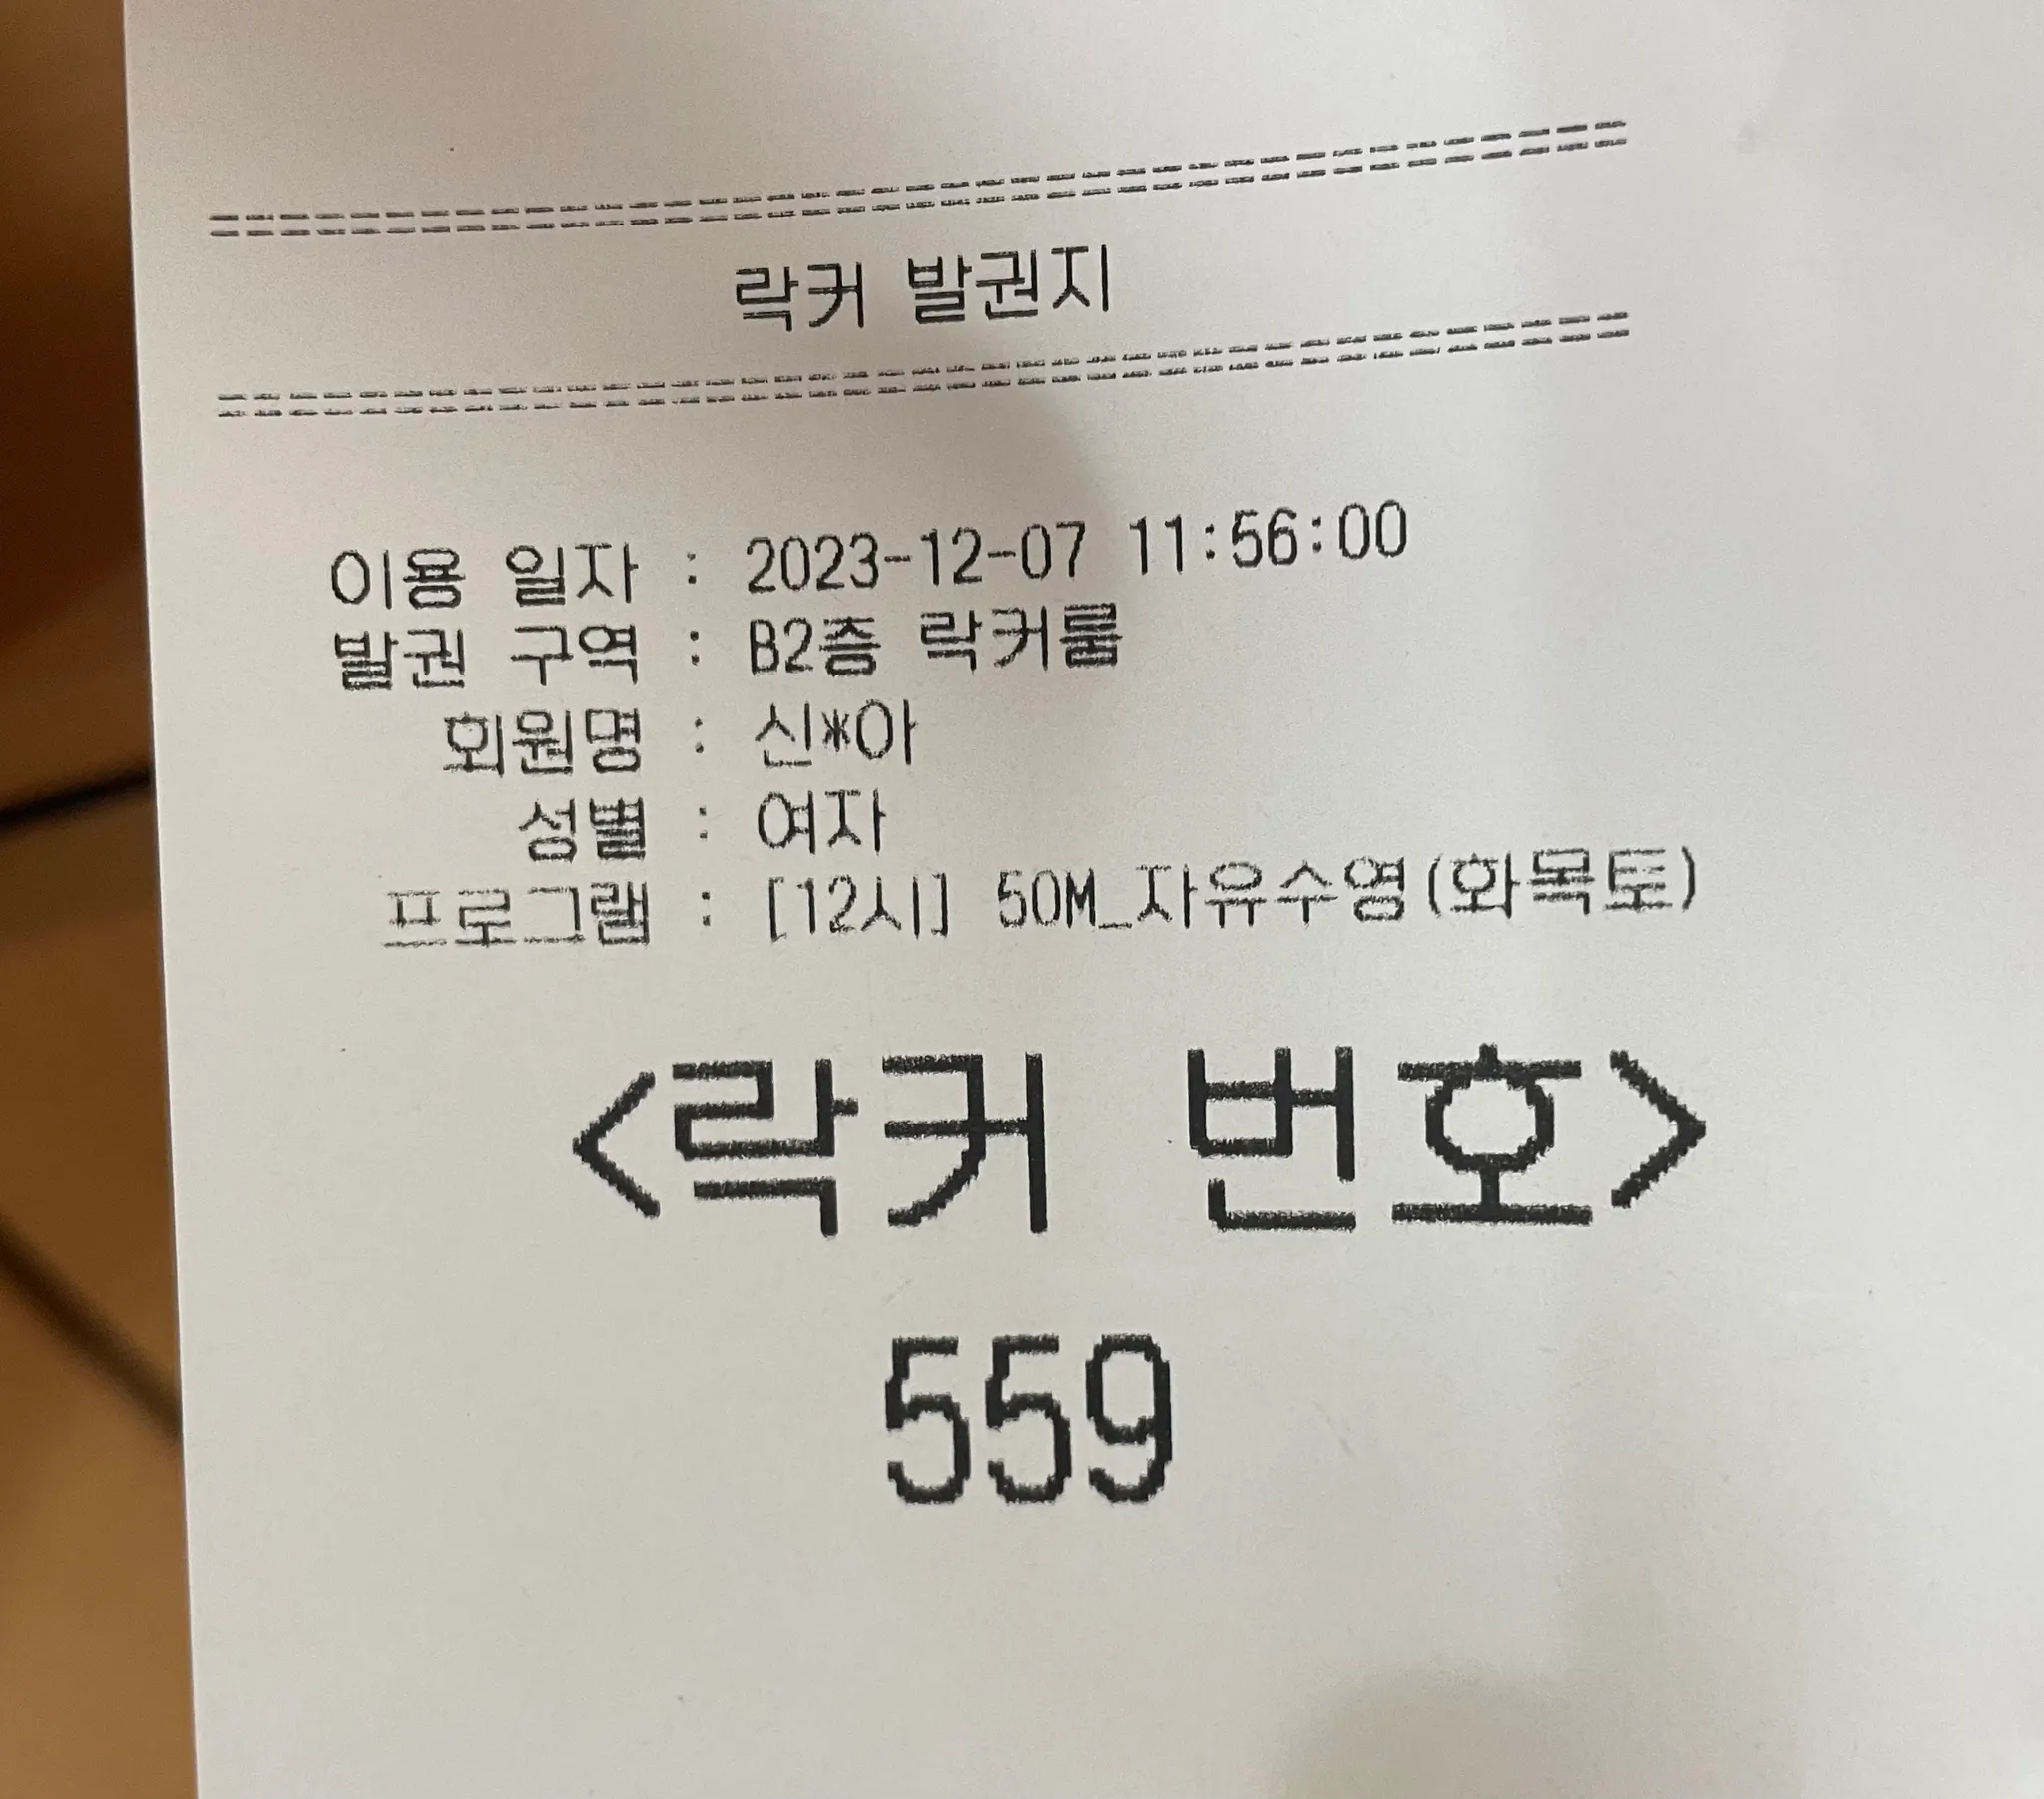 ================================
락커 발권지
================================
이용 일자 : 2023-12-07 11:56:00
발권 구역 : B2층 락커룸
회원명 : 신*아
성별 : 여자
프로그램 : [12시] 50M_자유수영(화목토)
<락커 번호>
559